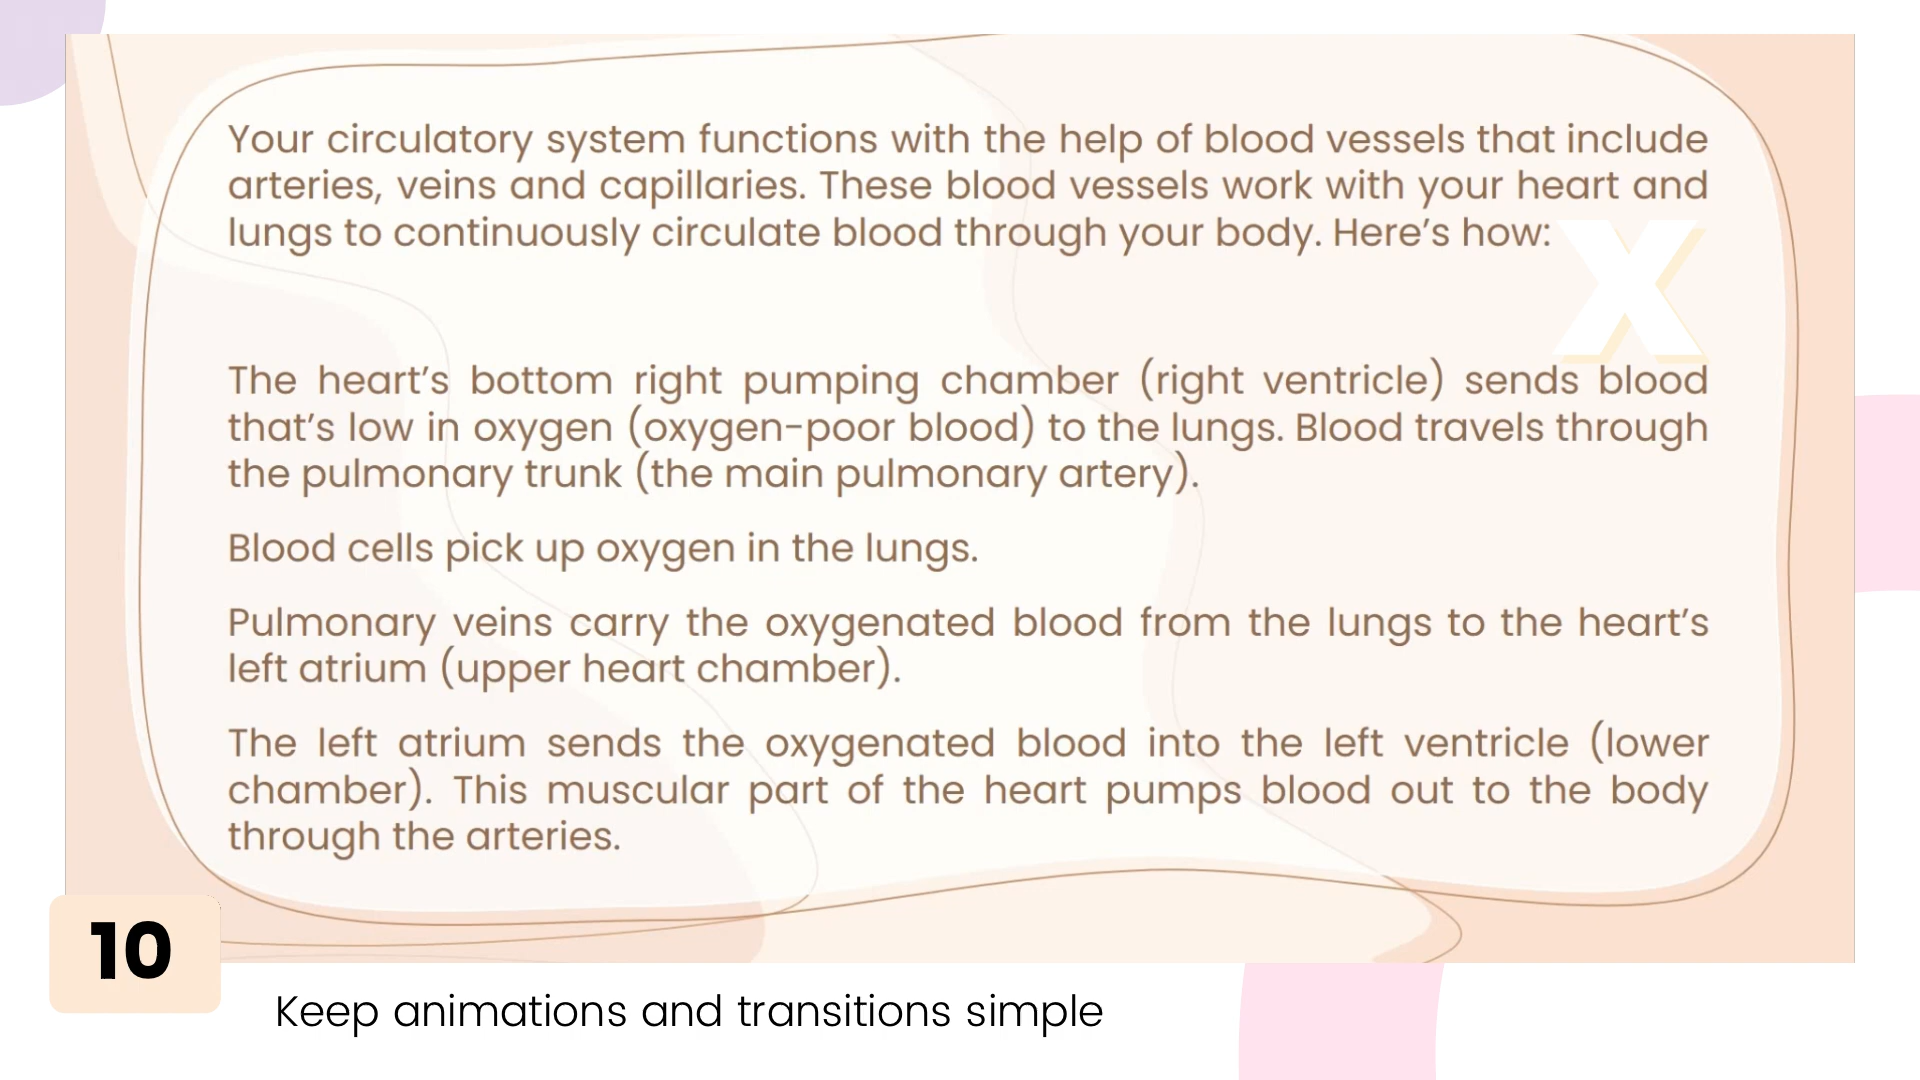 Your circulatory system functions with the help of blood vessels that include
arteries, veins and capillaries. These blood vessels work with your heart and
lungs to continuously circulate blood through your body. Here’s how:
X
The heart’s bottom right pumping chamber (right ventricle) sends blood
that’s low in oxygen (oxygen-poor blood) to the lungs. Blood travels through
the pulmonary trunk (the main pulmonary artery).
Blood cells pick up oxygen in the lungs.
Pulmonary veins carry the oxygenated blood from the lungs to the heart’s
left atrium (upper heart chamber).
The left atrium sends the oxygenated blood into the left ventricle (lower
chamber). This muscular part of the heart pumps blood out to the body
through the arteries.
10
Keep animations and transitions simple